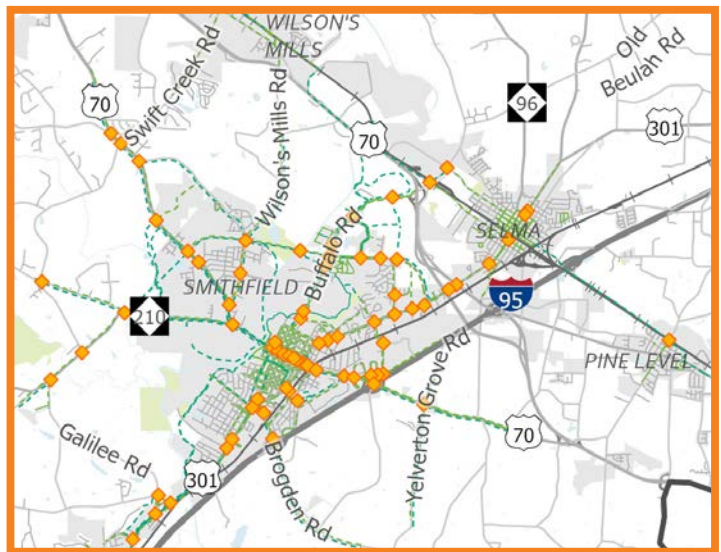 WILSON'S
MILLS
Old
Beulah Rd
Swift Creek Rd
Wilson's Mills Rd
70
96
301
70
Buffalo Rd
SELMA
SMITHFIELD
95
210
PINE LEVEL
Yelverton Grove Rd
70
Galilee Rd
301
Brogden Rd